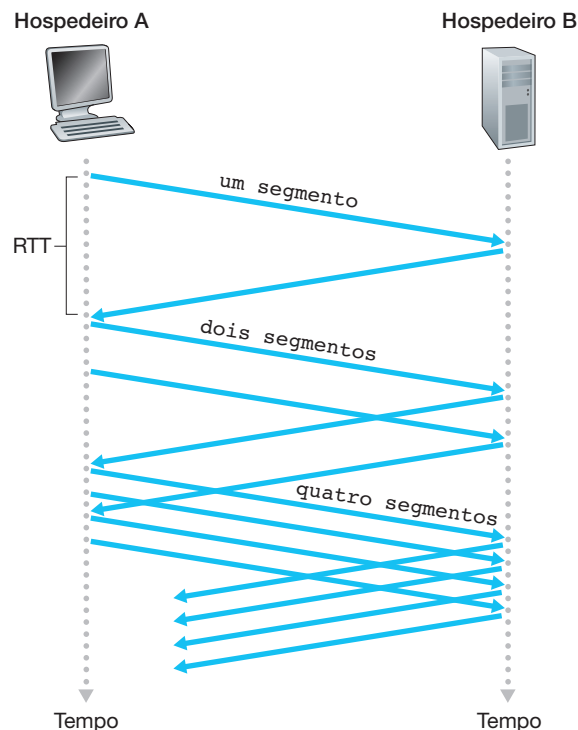 Hospedeiro A
Hospedeiro B
um segmento
RTT
dois segmentos
quatro segmentos
Tempo
Tempo